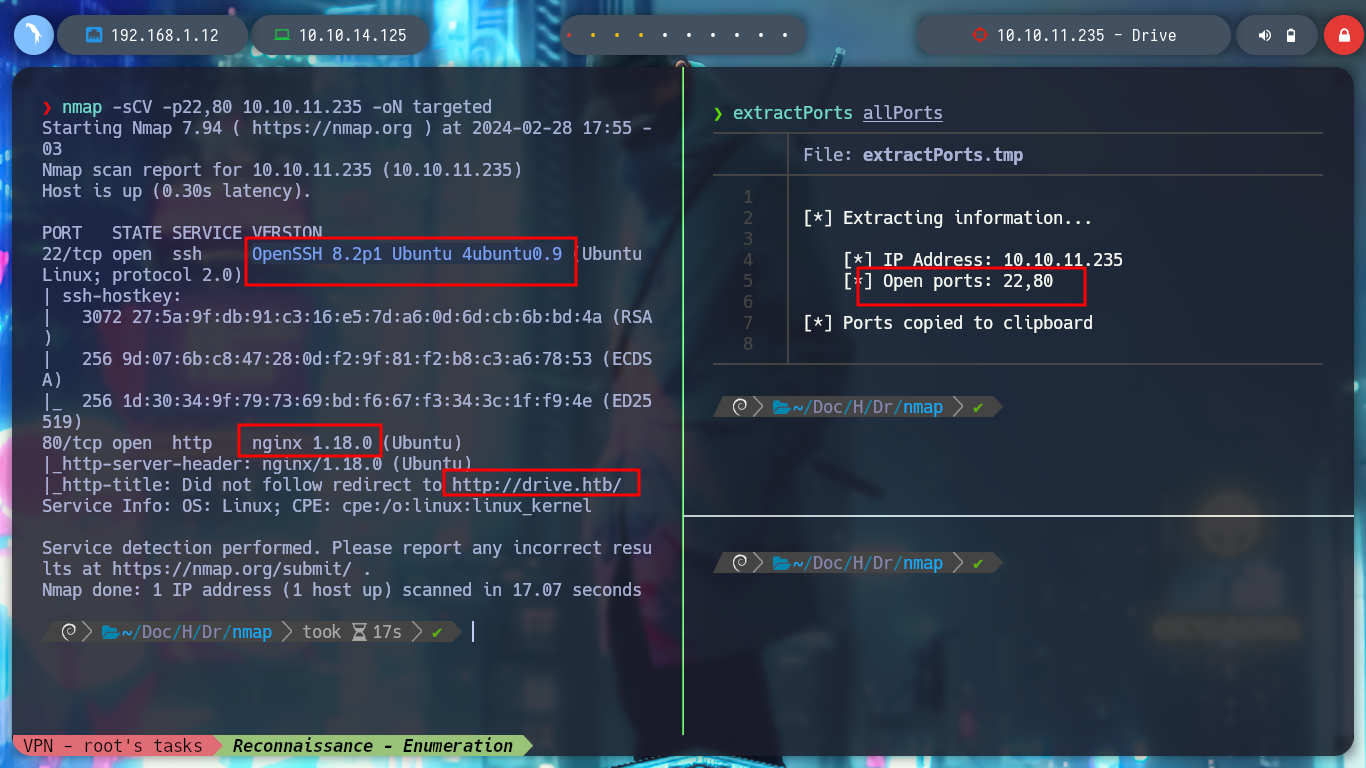 192.168.1.12
10.10.14.125
10.10.11.235 - Drive
❯ nmap -sCV -p22,80 10.10.11.235 -oN targeted
Starting Nmap 7.94 ( https://nmap.org ) at 2024-02-28 17:55 -
03
Nmap scan report for 10.10.11.235 (10.10.11.235)
Host is up (0.30s latency).
PORT   STATE SERVICE VERSION
22/tcp open  ssh     OpenSSH 8.2p1 Ubuntu 4ubuntu0.9 (Ubuntu
Linux; protocol 2.0)
| ssh-hostkey:
|   3072 27:5a:9f:db:91:c3:16:e5:7d:a6:0d:6d:cb:6b:bd:4a (RSA
)
|   256 9d:07:6b:c8:47:28:0d:f2:9f:81:f2:b8:c3:a6:78:53 (ECDS
A)
|_  256 1d:30:34:9f:79:73:69:bd:f6:67:f3:34:3c:1f:f9:4e (ED25
519)
80/tcp open  http    nginx 1.18.0 (Ubuntu)
|_http-server-header: nginx/1.18.0 (Ubuntu)
|_http-title: Did not follow redirect to http://drive.htb/
Service Info: OS: Linux; CPE: cpe:/o:linux:linux_kernel
Service detection performed. Please report any incorrect resu
lts at https://nmap.org/submit/ .
Nmap done: 1 IP address (1 host up) scanned in 17.07 seconds
~/Doc/H/Dr/nmap took 17s ✔
❯ extractPorts allPorts
File: extractPorts.tmp
1
2 [*] Extracting information...
3
4 [*] IP Address: 10.10.11.235
5 [*] Open ports: 22,80
6
7 [*] Ports copied to clipboard
8
~/Doc/H/Dr/nmap ✔
~/Doc/H/Dr/nmap ✔
VPN - root's tasks Reconnaissance - Enumeration